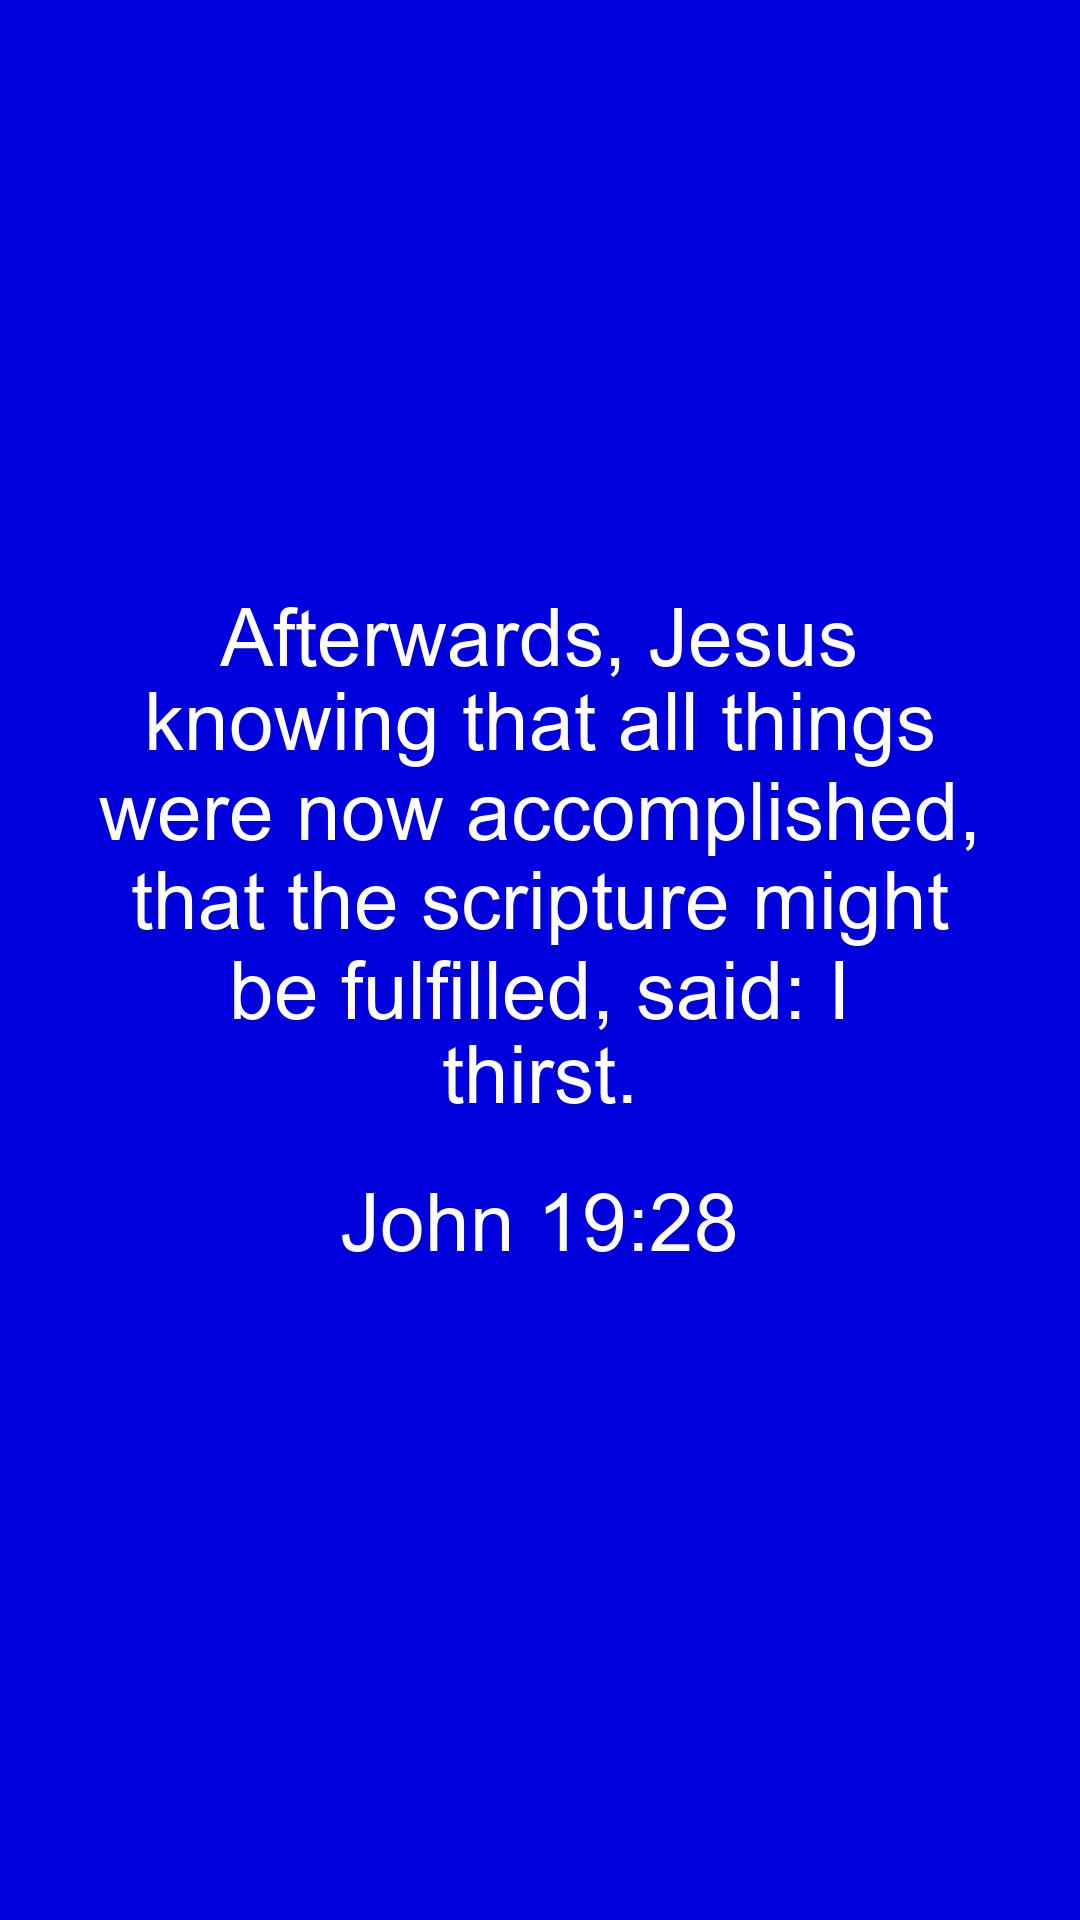 Afterwards, Jesus
knowing that all things
were now accomplished,
that the scripture might
be fulfilled, said: I
thirst.
John 19:28